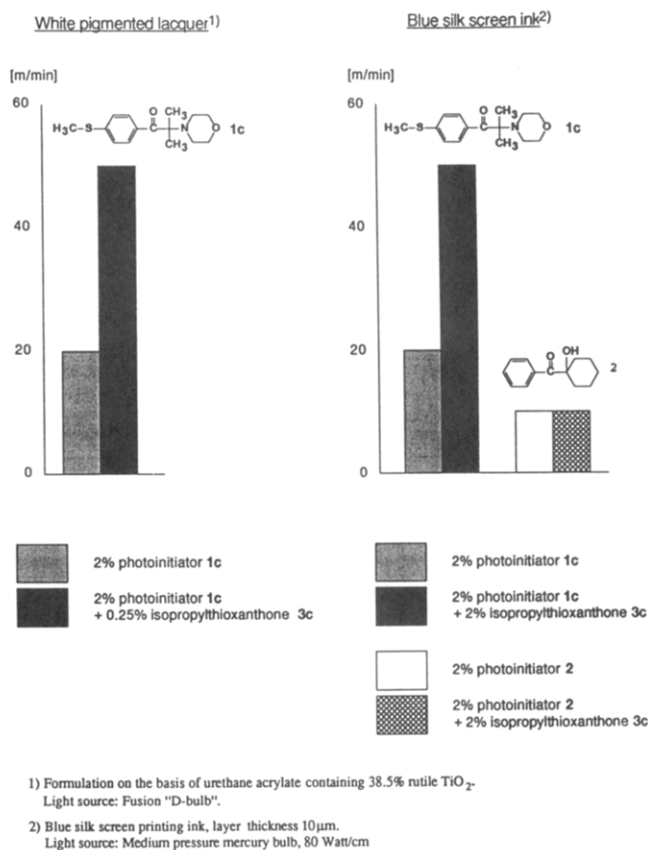 White pigmented lacquer1)
[m/min]
60
40
20
0
O CH3
H3C-S C N O 1c
CH3
2% photoinitiator 1c
2% photoinitiator 1c
+ 0.25% isopropylthioxanthone 3c
Blue silk screen ink2)
[m/min]
60
40
20
0
O CH3
H3C-S C N O 1c
CH3
O OH
C 2
2% photoinitiator 1c
2% photoinitiator 1c
+ 2% isopropylthioxanthone 3c
2% photoinitiator 2
2% photoinitiator 2
+ 2% isopropylthioxanthone 3c
1) Formulation on the basis of urethane acrylate containing 38.5% rutile TiO2.
Light source: Fusion "D-bulb".
2) Blue silk screen printing ink, layer thickness 10μm.
Light source: Medium pressure mercury bulb, 80 Watt/cm